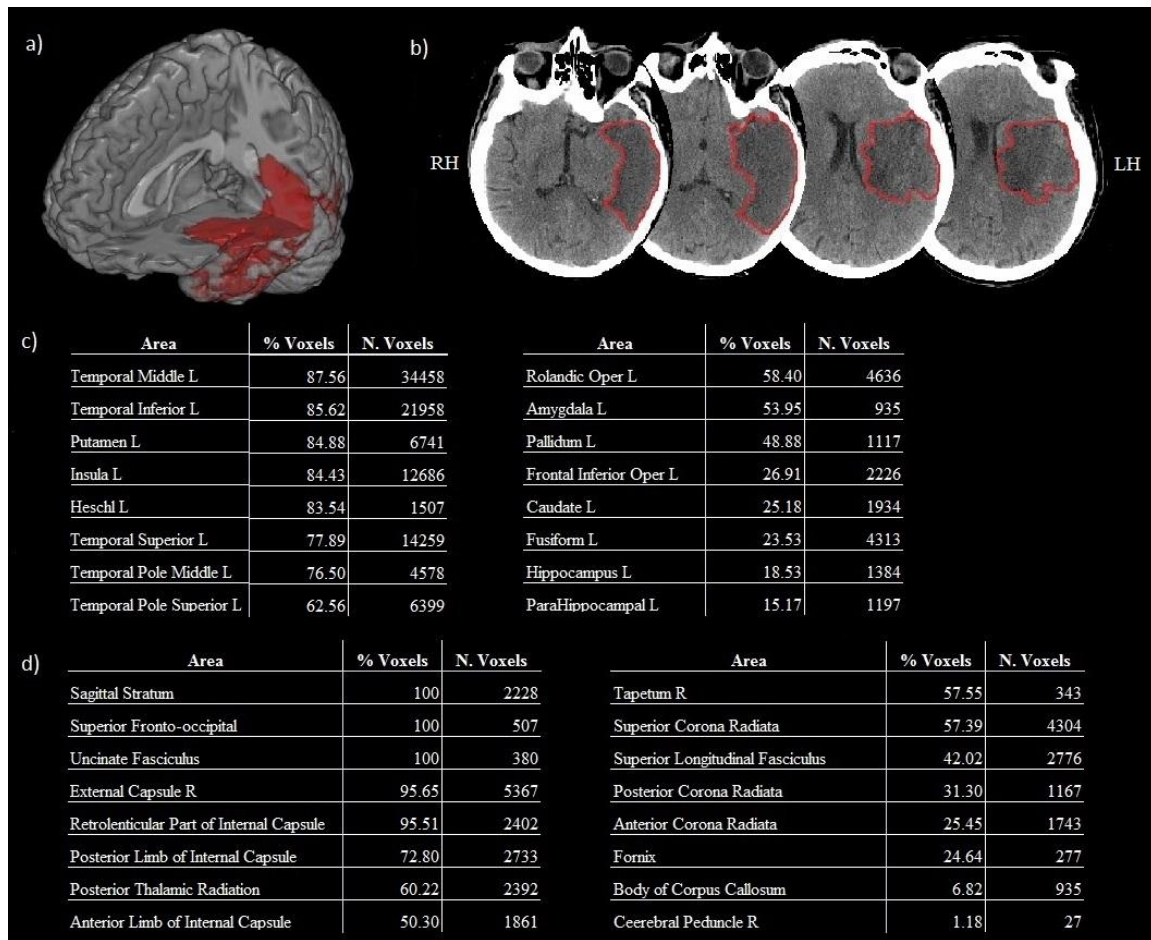 a)
b)
RH
LH
c)
Area % Voxels N. Voxels
Temporal Middle L 87.56 34458
Temporal Inferior L 85.62 21958
Putamen L 84.88 6741
Insula L 84.43 12686
Heschl L 83.54 1507
Temporal Superior L 77.89 14259
Temporal Pole Middle L 76.50 4578
Temporal Pole Superior L 62.56 6399
Area % Voxels N. Voxels
Rolandic Oper L 58.40 4636
Amygdala L 53.95 935
Pallidum L 48.88 1117
Frontal Inferior Oper L 26.91 2226
Caudate L 25.18 1934
Fusiform L 23.53 4313
Hippocampus L 18.53 1384
ParaHippocampal L 15.17 1197
d)
Area % Voxels N. Voxels
Sagittal Stratum 100 2228
Superior Fronto-occipital 100 507
Uncinate Fasciculus 100 380
External Capsule R 95.65 5367
Retrolenticular Part of Internal Capsule 95.51 2402
Posterior Limb of Internal Capsule 72.80 2733
Posterior Thalamic Radiation 60.22 2392
Anterior Limb of Internal Capsule 50.30 1861
Area % Voxels N. Voxels
Tapetum R 57.55 343
Superior Corona Radiata 57.39 4304
Superior Longitudinal Fasciculus 42.02 2776
Posterior Corona Radiata 31.30 1167
Anterior Corona Radiata 25.45 1743
Fornix 24.64 277
Body of Corpus Callosum 6.82 935
Ceerebral Peduncle R 1.18 27